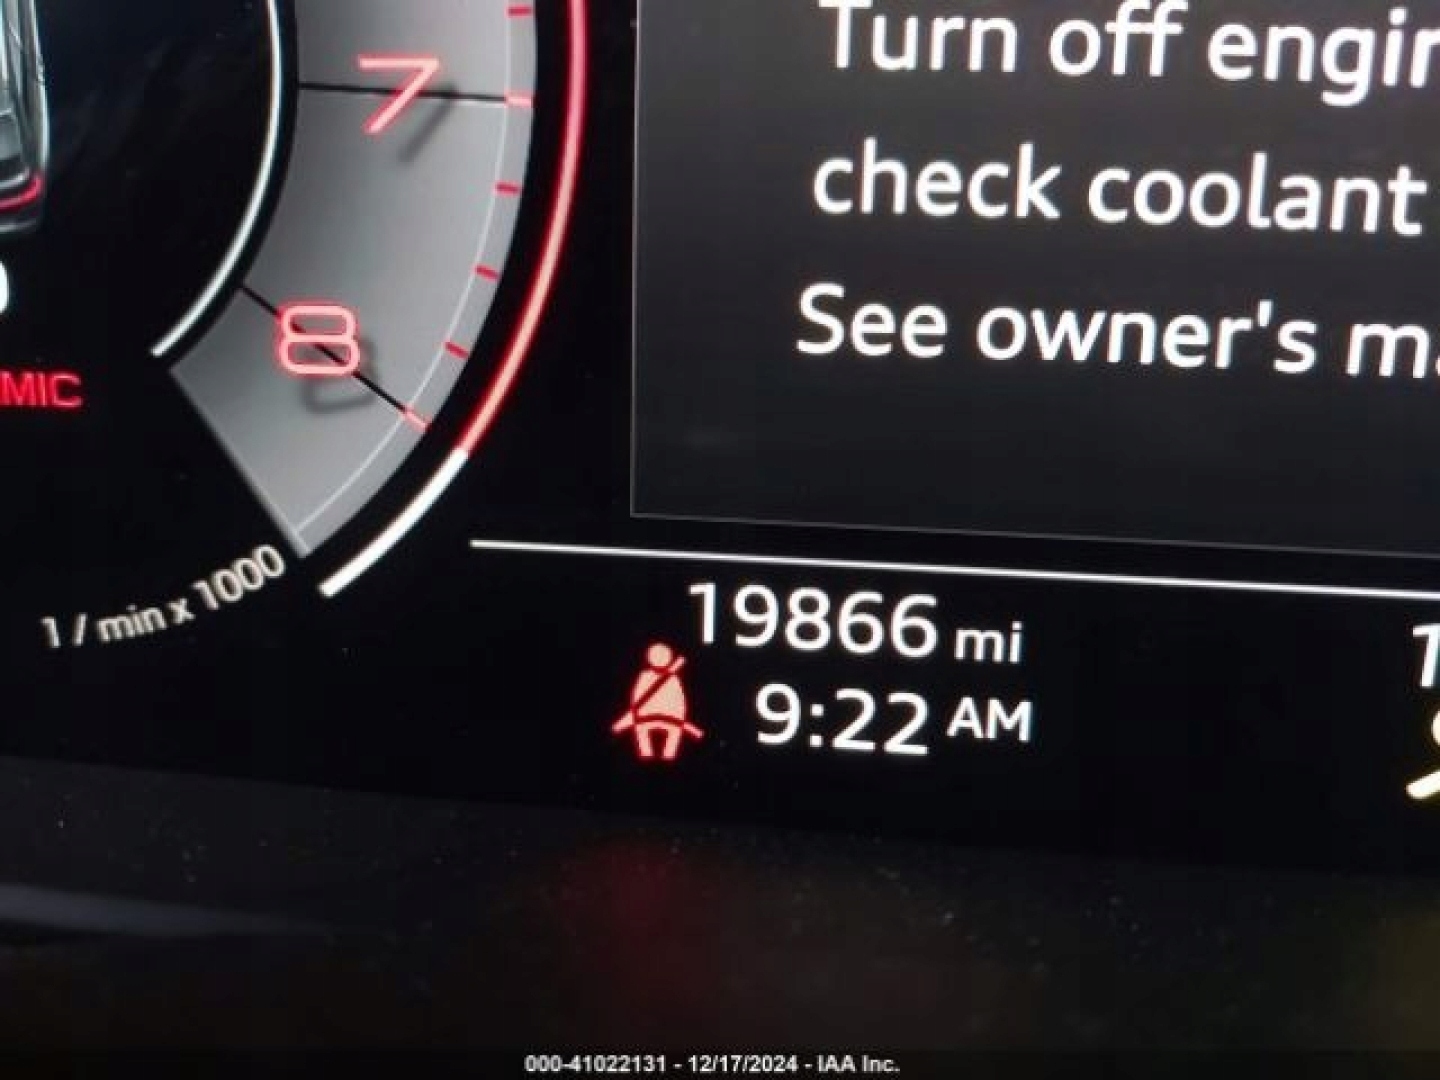 Turn off engin
check coolant
See owner's ma
7
8
MIC
1 / min x 1000
19866 mi
9:22 AM
000-41022131 - 12/17/2024 - IAA Inc.